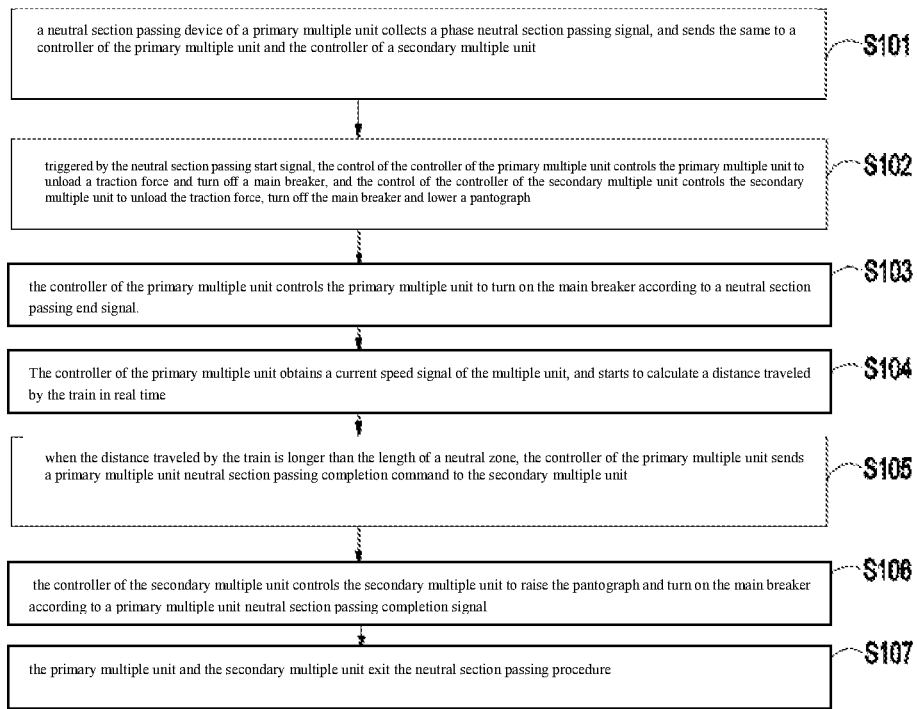 a neutral section passing device of a primary multiple unit collects a phase neutral section passing signal, and sends the same to a
controller of the primary multiple unit and the controller of a secondary multiple unit
S101
triggered by the neutral section passing start signal, the control of the controller of the primary multiple unit controls the primary multiple unit to
unload a traction force and turn off a main breaker, and the control of the controller of the secondary multiple unit controls the secondary
multiple unit to unload the traction force, turn off the main breaker and lower a pantograph
S102
the controller of the primary multiple unit controls the primary multiple unit to turn on the main breaker according to a neutral section
passing end signal.
S103
The controller of the primary multiple unit obtains a current speed signal of the multiple unit, and starts to calculate a distance traveled
by the train in real time
S104
when the distance traveled by the train is longer than the length of a neutral zone, the controller of the primary multiple unit sends
a primary multiple unit neutral section passing completion command to the secondary multiple unit
S105
the controller of the secondary multiple unit controls the secondary multiple unit to raise the pantograph and turn on the main breaker
according to a primary multiple unit neutral section passing completion signal
S106
the primary multiple unit and the secondary multiple unit exit the neutral section passing procedure
S107